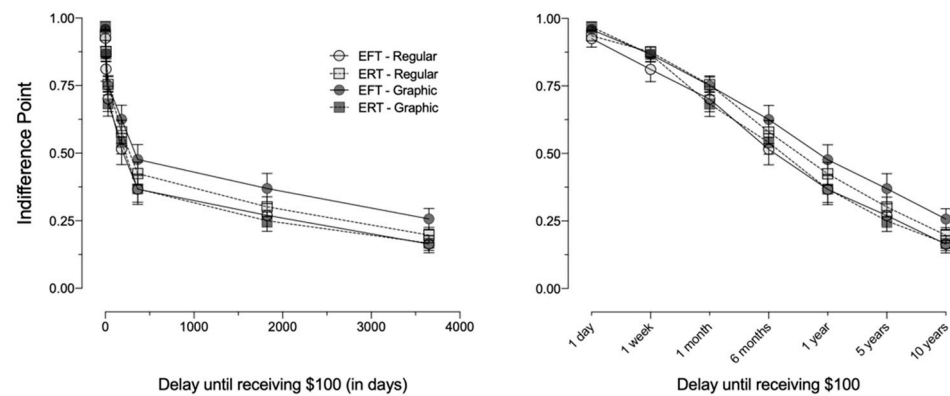 1.00
0.75
0.50
0.25
0.00
Indifference Point
0 1000 2000 3000 4000
Delay until receiving $100 (in days)
EFT - Regular
ERT - Regular
EFT - Graphic
ERT - Graphic
1.00
0.75
0.50
0.25
0.00
1 day
1 week
1 month
6 months
1 year
5 years
10 years
Delay until receiving $100